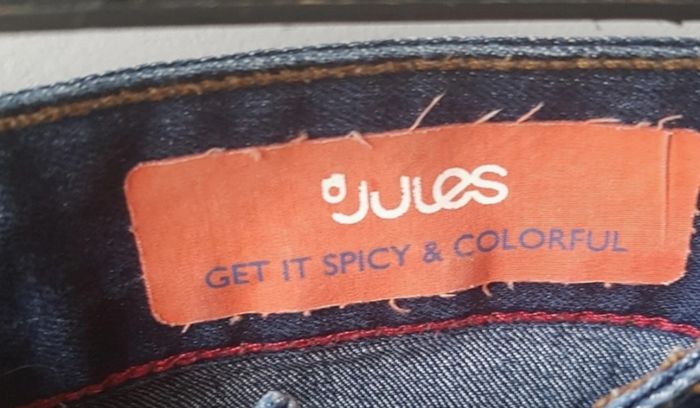 JULES
GET IT SPICY & COLORFUL